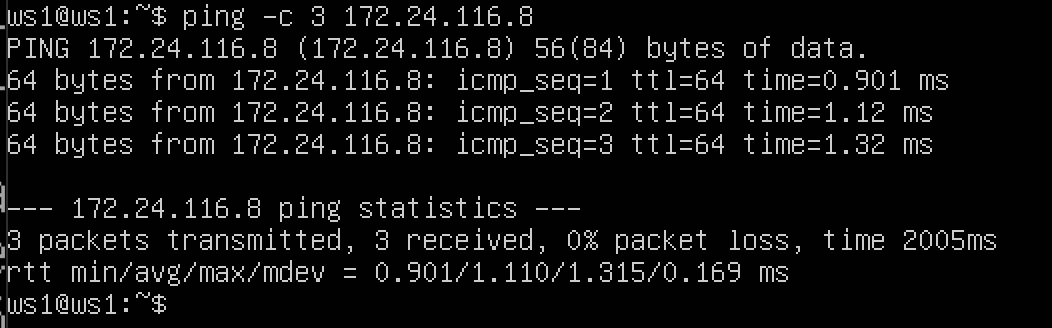 ws1@ws1:~$ ping -c 3 172.24.116.8
PING 172.24.116.8 (172.24.116.8) 56(84) bytes of data.
64 bytes from 172.24.116.8: icmp_seq=1 ttl=64 time=0.901 ms
64 bytes from 172.24.116.8: icmp_seq=2 ttl=64 time=1.12 ms
64 bytes from 172.24.116.8: icmp_seq=3 ttl=64 time=1.32 ms
--- 172.24.116.8 ping statistics ---
3 packets transmitted, 3 received, 0% packet loss, time 2005ms
rtt min/avg/max/mdev = 0.901/1.110/1.315/0.169 ms
ws1@ws1:~$